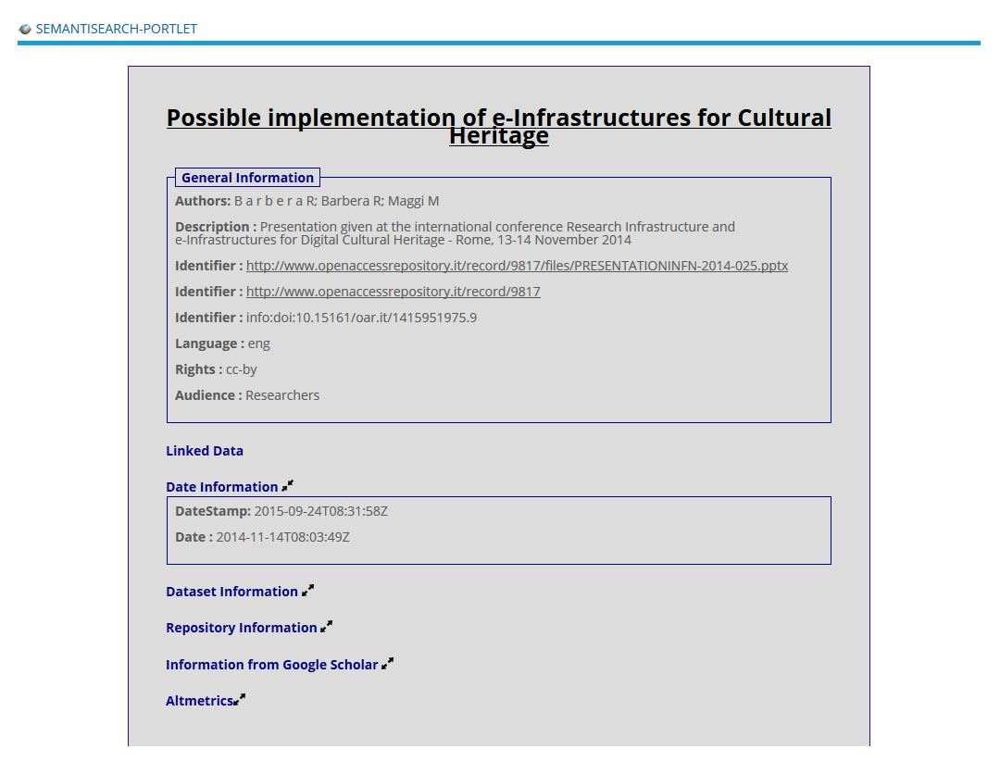 SEMANTISEARCH-PORTLET
Possible implementation of e-Infrastructures for Cultural
Heritage
General Information
Authors: B a r b e r a R; Barbera R; Maggi M
Description : Presentation given at the international conference Research Infrastructure and
e-Infrastructures for Digital Cultural Heritage - Rome, 13-14 November 2014
Identifier : http://www.openaccessrepository.it/record/9817/files/PRESENTATIONINFN-2014-025.pptx
Identifier : http://www.openaccessrepository.it/record/9817
Identifier : info:doi:10.15161/oar.it/1415951975.9
Language : eng
Rights : cc-by
Audience : Researchers
Linked Data
Date Information
DateStamp: 2015-09-24T08:31:58Z
Date : 2014-11-14T08:03:49Z
Dataset Information
Repository Information
Information from Google Scholar
Altmetrics